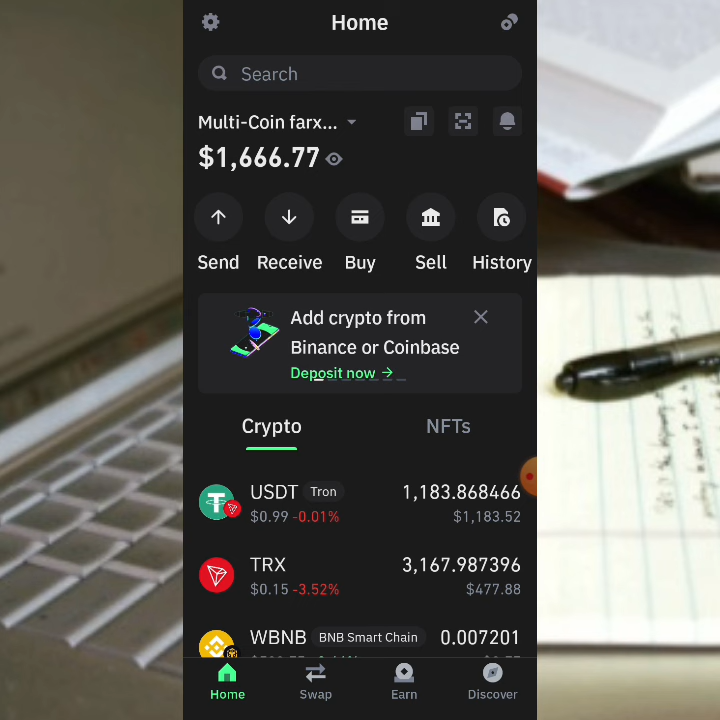 Home
Search
Multi-Coin farx...
$1,666.77
Send Receive Buy Sell History
Add crypto from
Binance or Coinbase
Deposit now →
Crypto NFTs
USDT Tron 1,183.868466
$0.99 -0.01% $1,183.52
TRX 3,167.987396
$0.15 -3.52% $477.88
WBNB BNB Smart Chain 0.007201
Home Swap Earn Discover